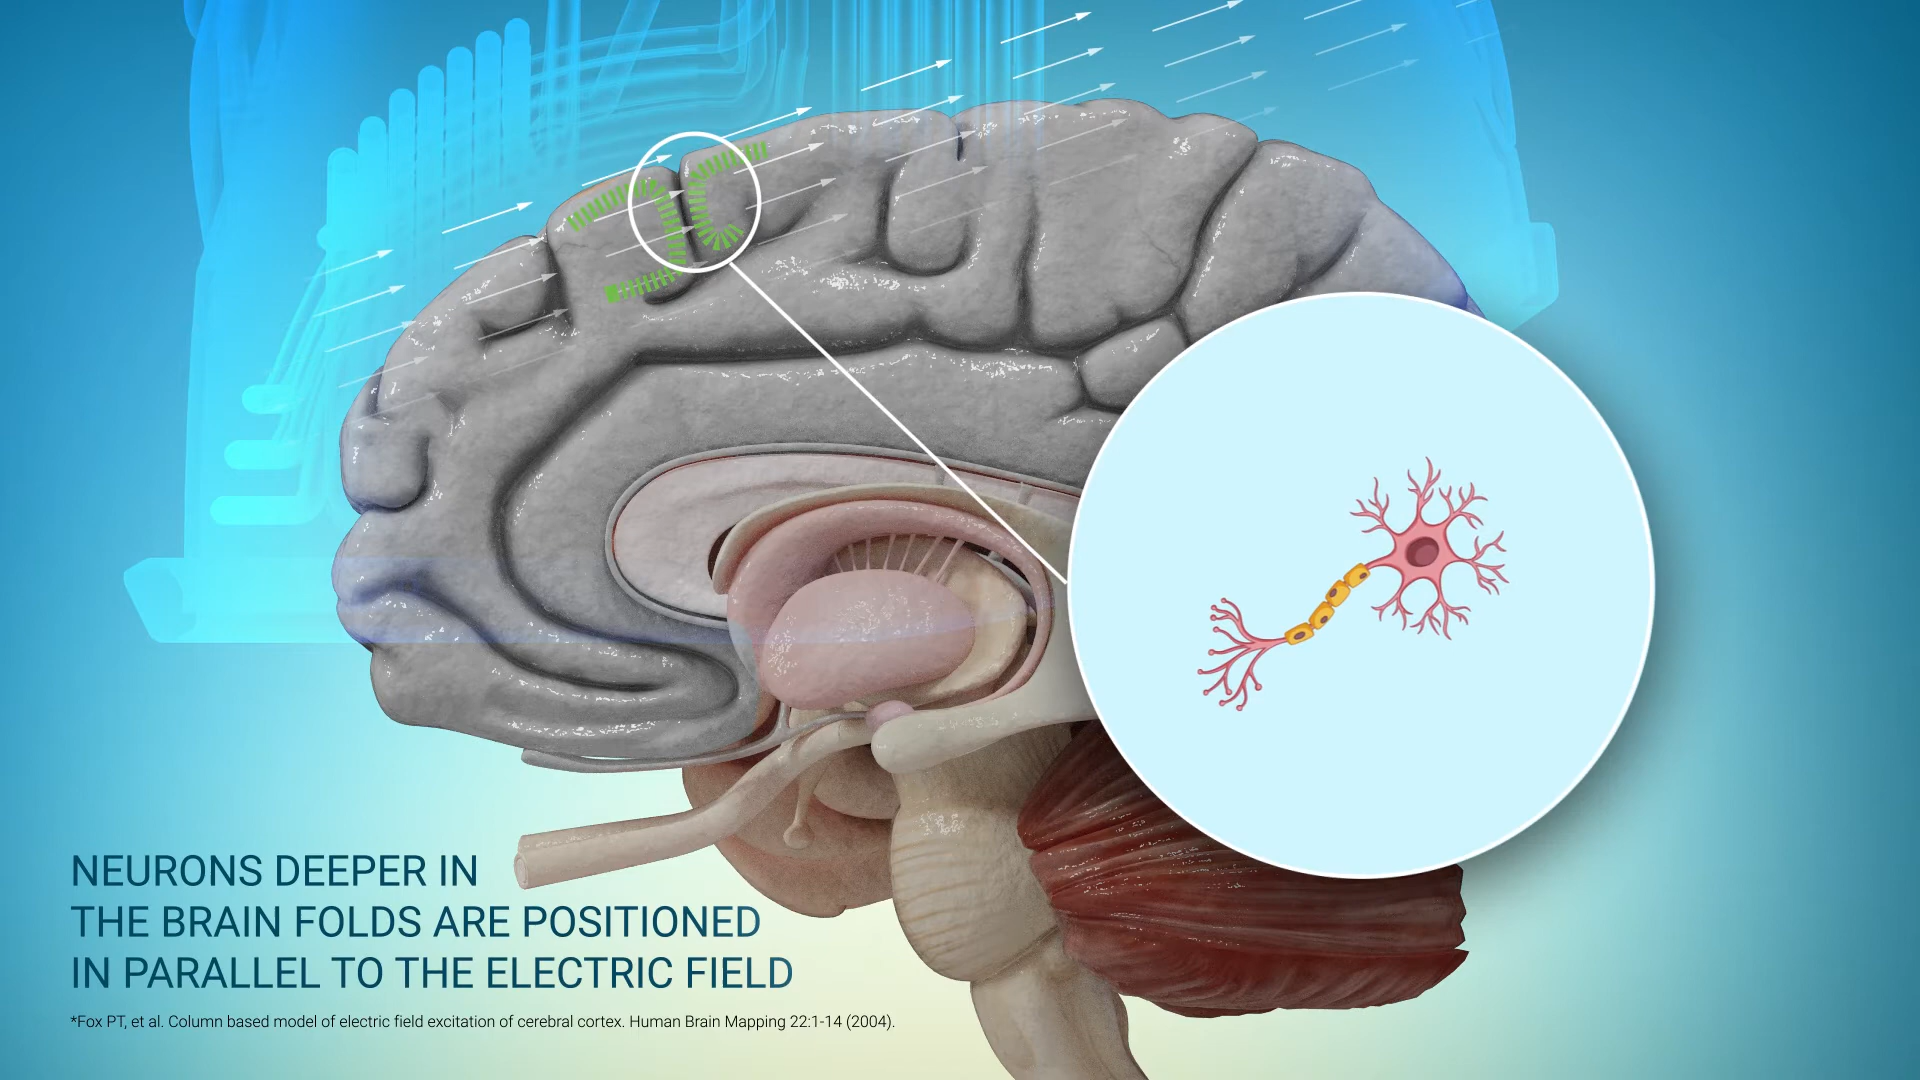 NEURONS DEEPER IN
THE BRAIN FOLDS ARE POSITIONED
IN PARALLEL TO THE ELECTRIC FIELD
*Fox PT, et al. Column based model of electric field excitation of cerebral cortex. Human Brain Mapping 22:1-14 (2004).